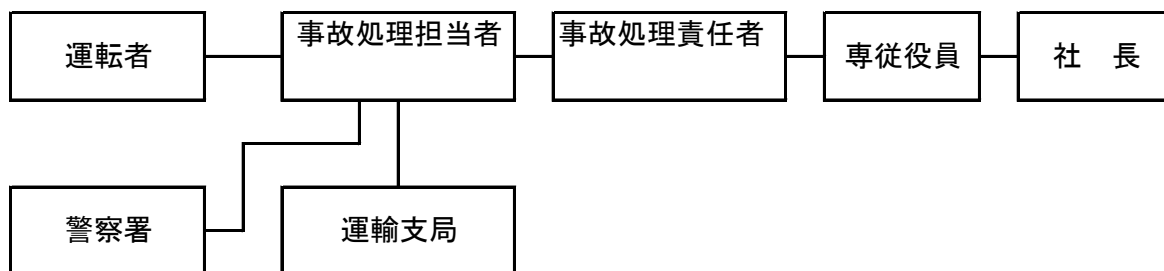 運転者
事故処理担当者
事故処理責任者
専従役員
社　長
警察署
運輸支局